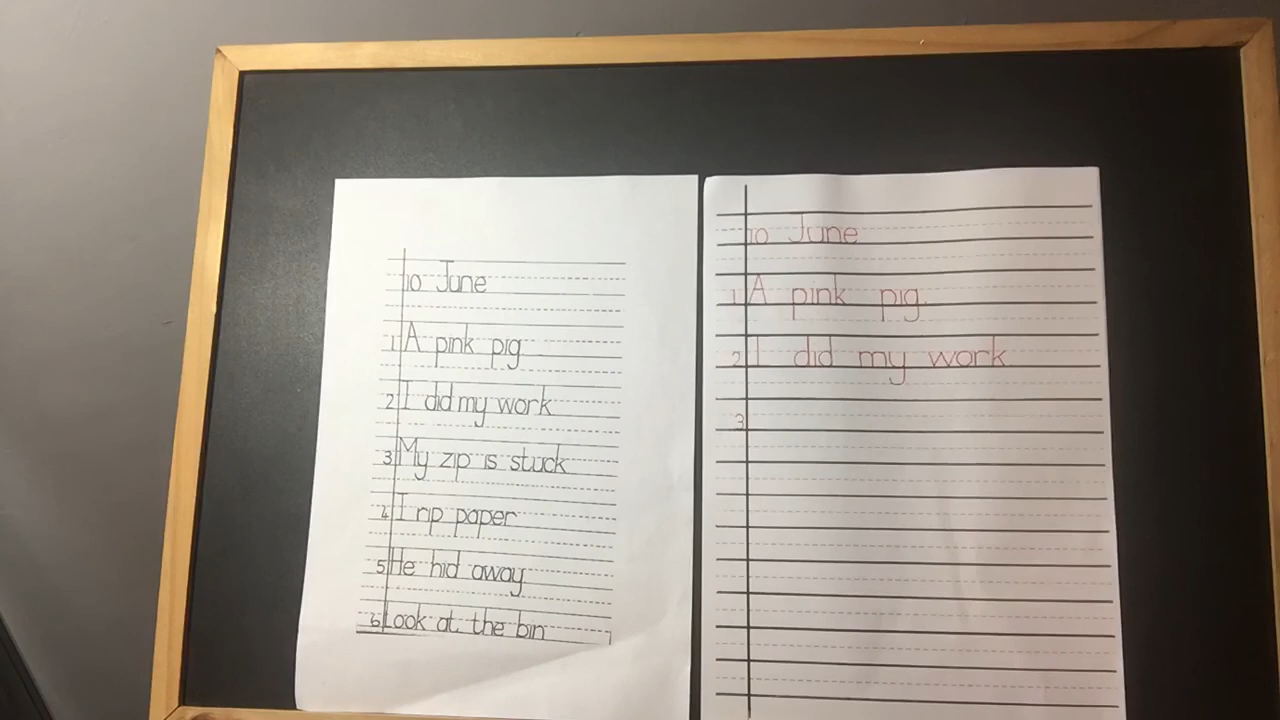 10 June
1 A pink pig
2 I did my work
3 My zip is stuck
4 I rip paper
5 He hid away
6 Look at the bin
10 June
1 A pink pig.
2 I did my work.
3